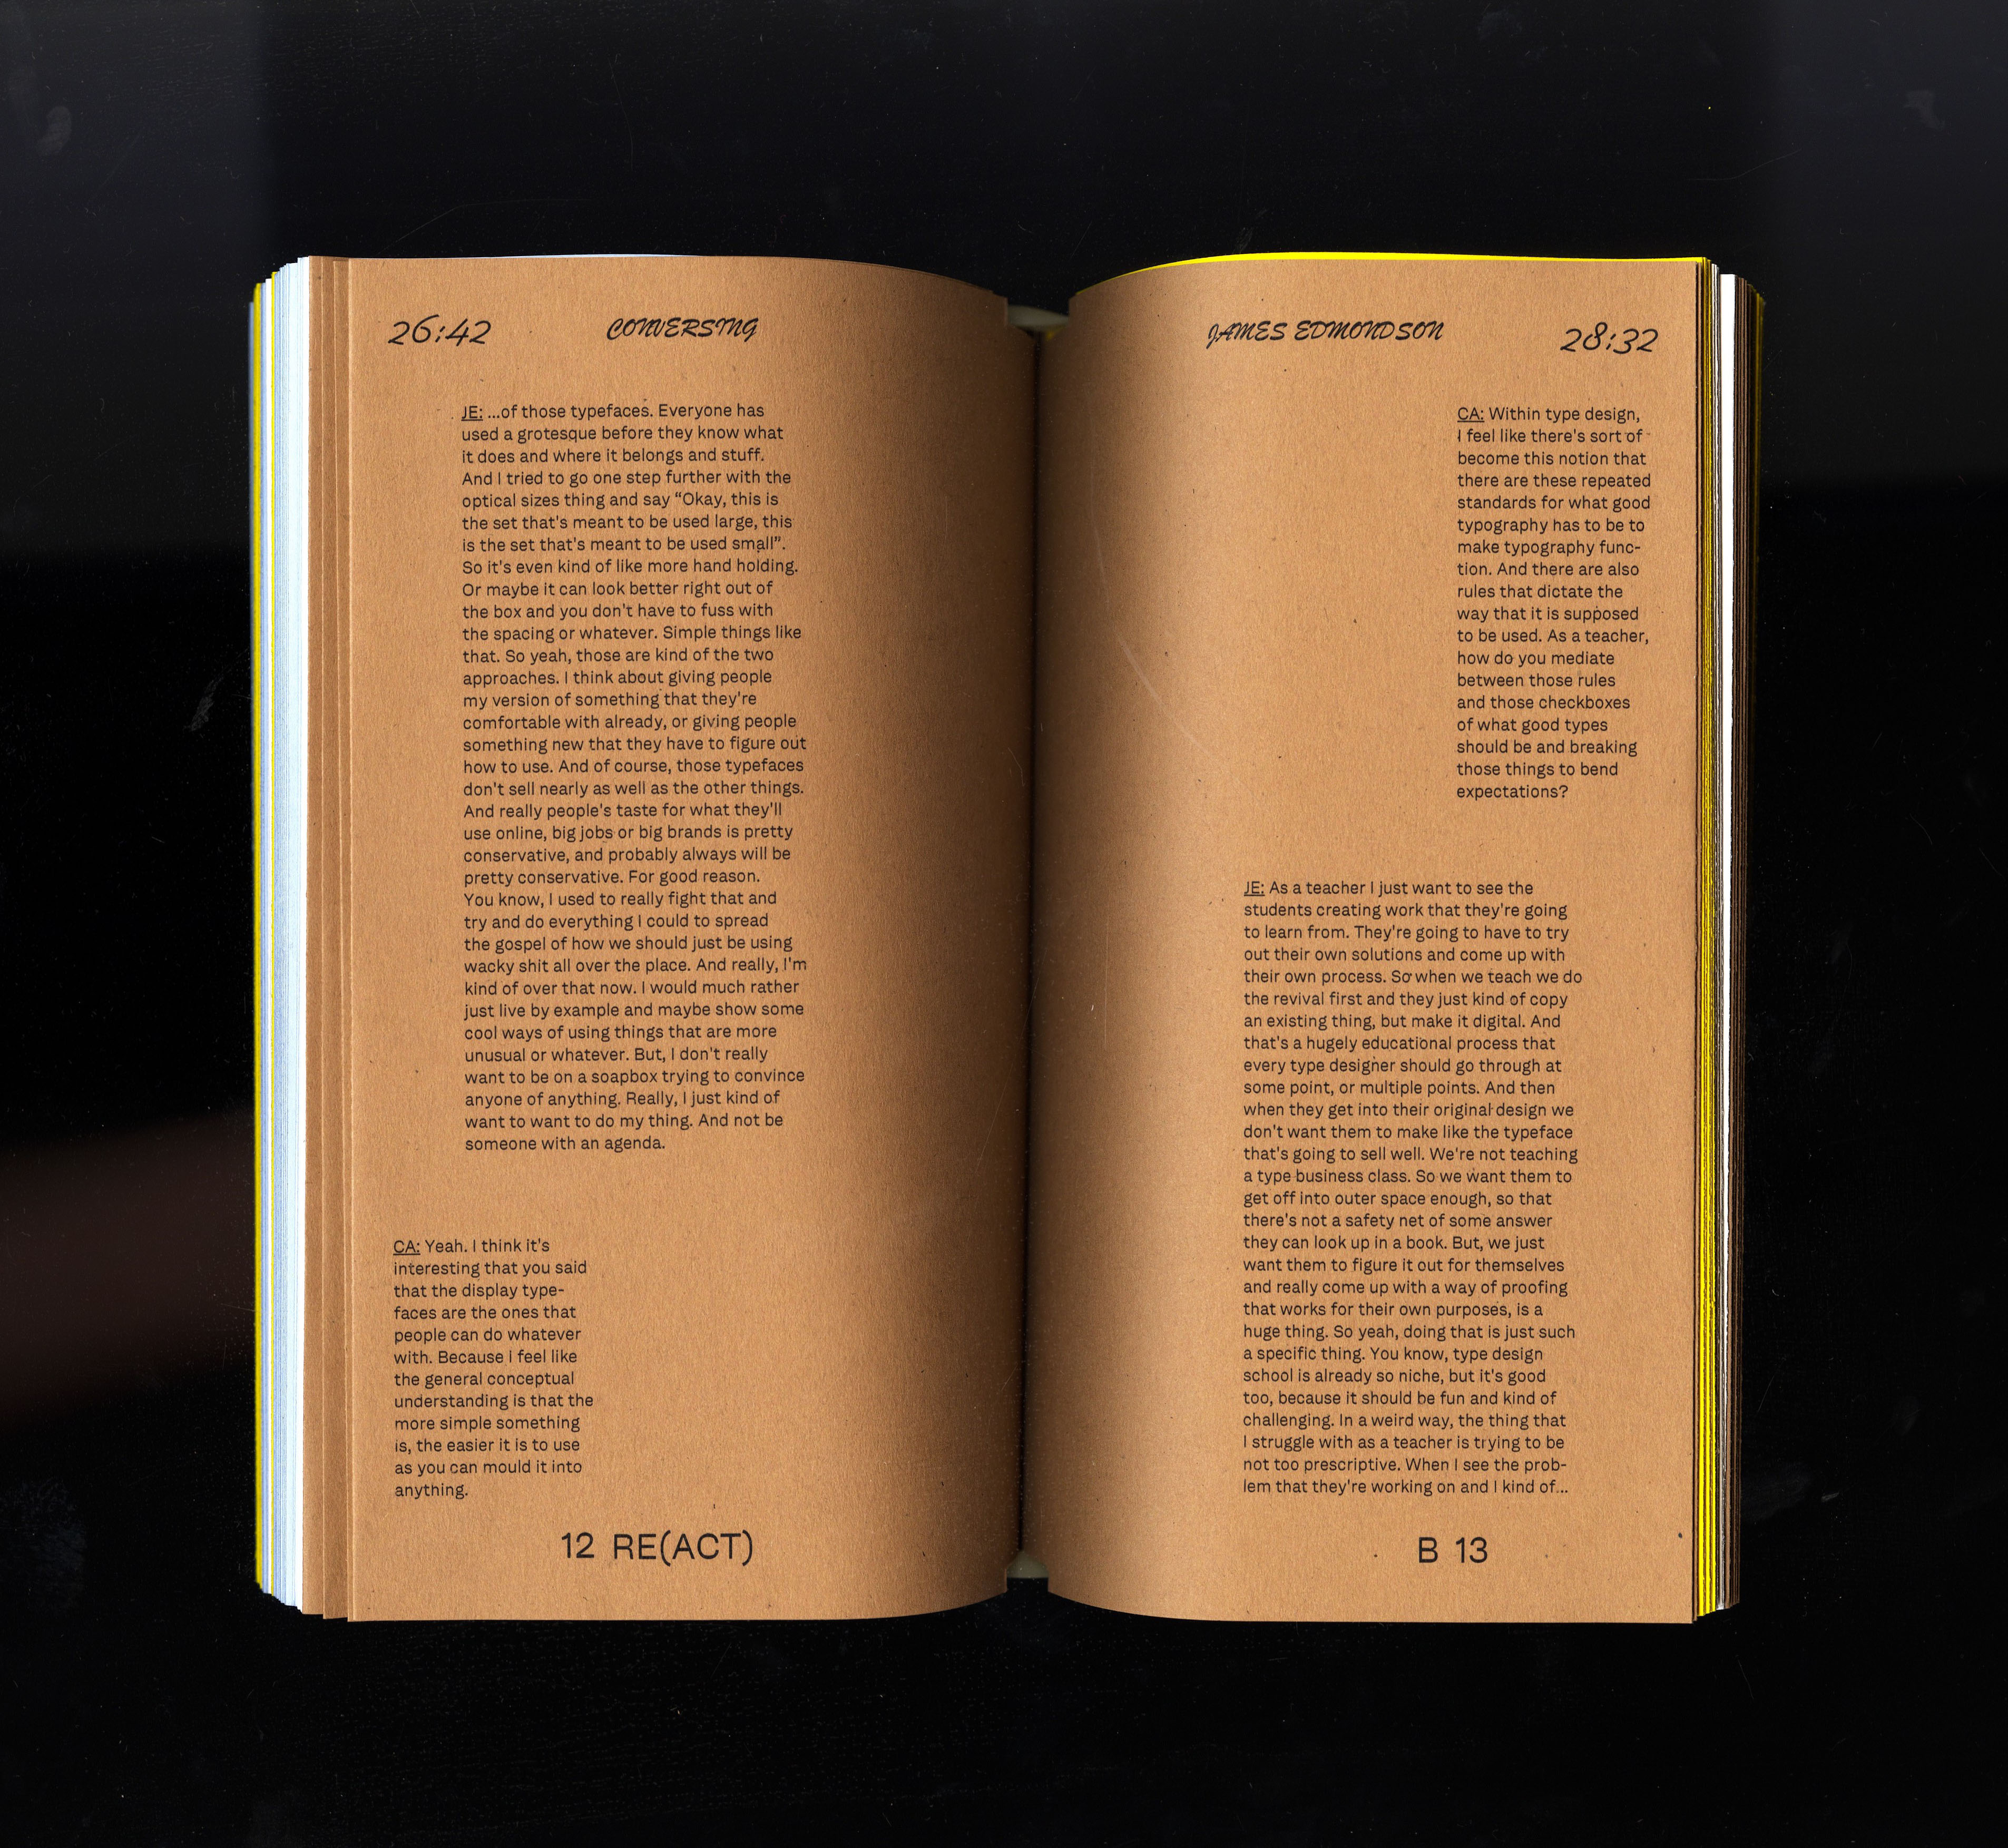 26:42 CONVERSING
JE: ...of those typefaces. Everyone has
used a grotesque before they know what
it does and where it belongs and stuff.
And I tried to go one step further with the
optical sizes thing and say “Okay, this is
the set that's meant to be used large, this
is the set that's meant to be used small”.
So it's even kind of like more hand holding.
Or maybe it can look better right out of
the box and you don't have to fuss with
the spacing or whatever. Simple things like
that. So yeah, those are kind of the two
approaches. I think about giving people
my version of something that they're
comfortable with already, or giving people
something new that they have to figure out
how to use. And of course, those typefaces
don't sell nearly as well as the other things.
And really people's taste for what they'll
use online, big jobs or big brands is pretty
conservative, and probably always will be
pretty conservative. For good reason.
You know, I used to really fight that and
try and do everything I could to spread
the gospel of how we should just be using
wacky shit all over the place. And really, I'm
kind of over that now. I would much rather
just live by example and maybe show some
cool ways of using things that are more
unusual or whatever. But, I don't really
want to be on a soapbox trying to convince
anyone of anything. Really, I just kind of
want to want to do my thing. And not be
someone with an agenda.
CA: Yeah. I think it's
interesting that you said
that the display type-
faces are the ones that
people can do whatever
with. Because I feel like
the general conceptual
understanding is that the
more simple something
is, the easier it is to use
as you can mould it into
anything.
12 RE(ACT)
JAMES EDMONDSON 28:32
CA: Within type design,
I feel like there's sort of
become this notion that
there are these repeated
standards for what good
typography has to be to
make typography func-
tion. And there are also
rules that dictate the
way that it is supposed
to be used. As a teacher,
how do you mediate
between those rules
and those checkboxes
of what good types
should be and breaking
those things to bend
expectations?
JE: As a teacher I just want to see the
students creating work that they're going
to learn from. They're going to have to try
out their own solutions and come up with
their own process. So when we teach we do
the revival first and they just kind of copy
an existing thing, but make it digital. And
that's a hugely educational process that
every type designer should go through at
some point, or multiple points. And then
when they get into their original design we
don't want them to make like the typeface
that's going to sell well. We're not teaching
a type business class. So we want them to
get off into outer space enough, so that
there's not a safety net of some answer
they can look up in a book. But, we just
want them to figure it out for themselves
and really come up with a way of proofing
that works for their own purposes, is a
huge thing. So yeah, doing that is just such
a specific thing. You know, type design
school is already so niche, but it's good
too, because it should be fun and kind of
challenging. In a weird way, the thing that
I struggle with as a teacher is trying to be
not too prescriptive. When I see the prob-
lem that they're working on and I kind of...
B 13